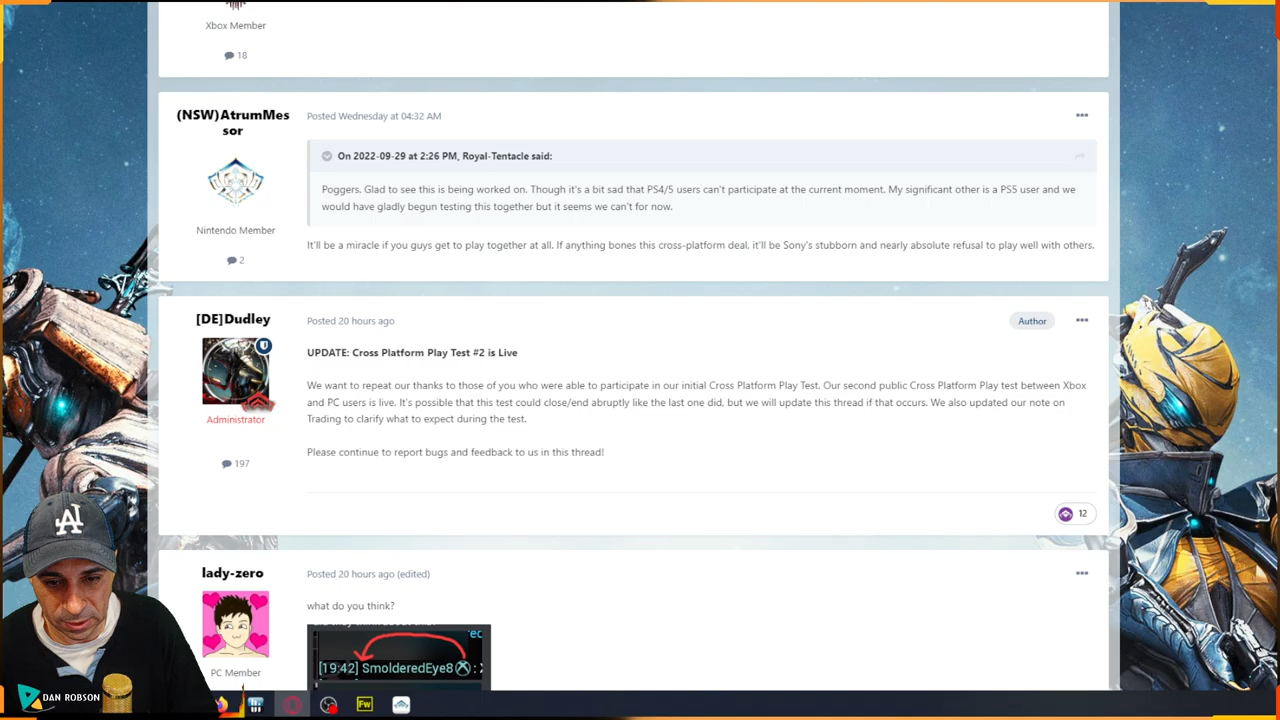 Xbox Member
18
(NSW)AtrumMes
sor
Nintendo Member
2
Posted Wednesday at 04:32 AM
On 2022-09-29 at 2:26 PM, Royal-Tentacle said:
Poggers. Glad to see this is being worked on. Though it's a bit sad that PS4/5 users can't participate at the current moment. My significant other is a PS5 user and we
would have gladly begun testing this together but it seems we can't for now.
It'll be a miracle if you guys get to play together at all. If anything bones this cross-platform deal, it'll be Sony's stubborn and nearly absolute refusal to play well with others.
[DE]Dudley
Administrator
197
Posted 20 hours ago
Author
UPDATE: Cross Platform Play Test #2 is Live
We want to repeat our thanks to those of you who were able to participate in our initial Cross Platform Play Test. Our second public Cross Platform Play test between Xbox
and PC users is live. It's possible that this test could close/end abruptly like the last one did, but we will update this thread if that occurs. We also updated our note on
Trading to clarify what to expect during the test.
Please continue to report bugs and feedback to us in this thread!
12
lady-zero
PC Member
Posted 20 hours ago (edited)
what do you think?
[19:42] SmolderedEye8 :
DAN ROBSON
Fw